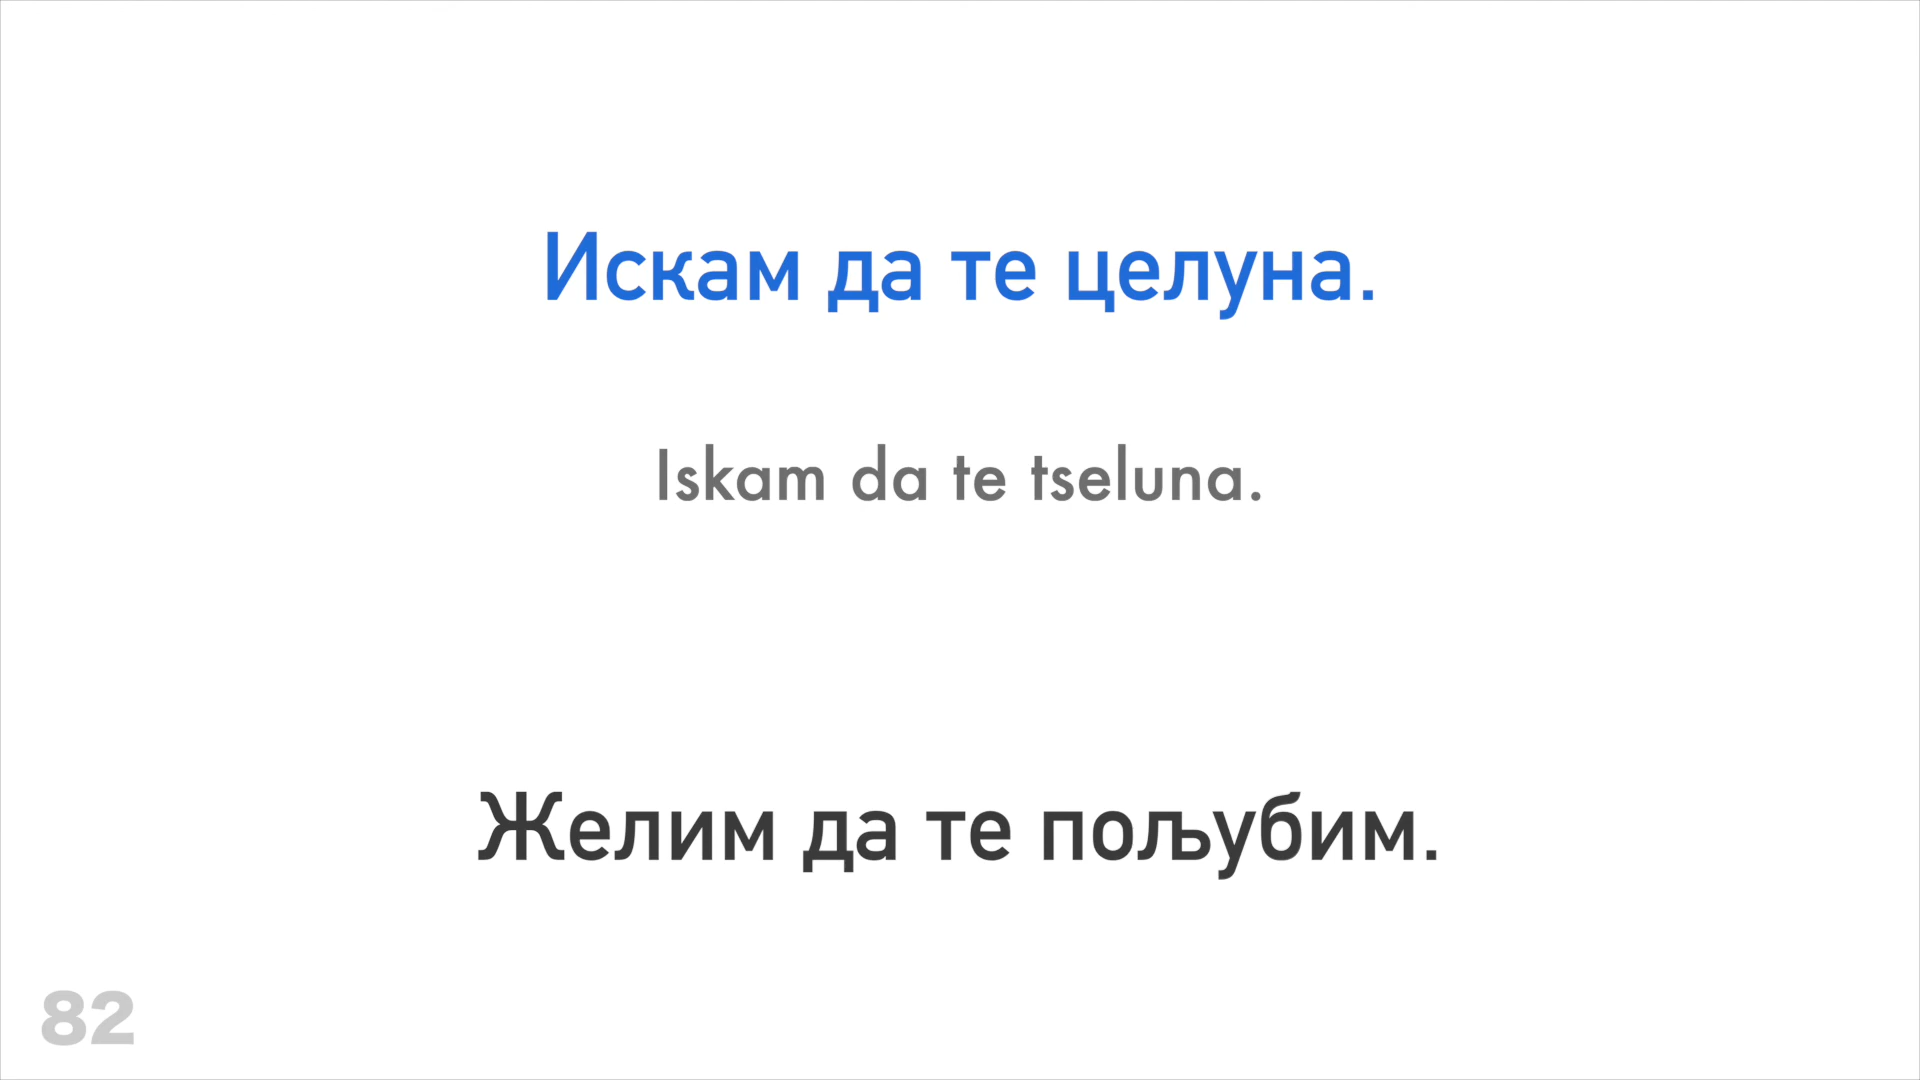 Искам да те целуна.
Iskam da te tseluna.
Желим да те пољубим.
82